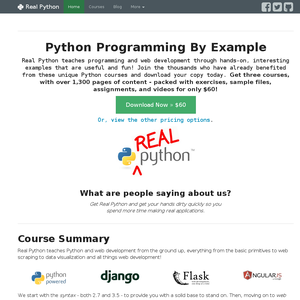 Real Python
Home
Courses
Blog
More
Python Programming By Example
Real Python teaches programming and web development through hands-on, interesting
examples that are useful and fun! Join the thousands who have already benefited
from these unique Python courses and download your copy today. Get three courses,
with over 1,300 pages of content - packed with exercises, sample files,
assignments, and videos for only $60!
Download Now - $60
Or, view the other pricing options.
REAL
python
What are people saying about us?
Get Real Python and get your hands dirty quickly so you
spend more time making real applications.
Course Summary
Real Python teaches Python and web development from the ground up, everything from the basic primitives to web
scraping to data visualization and all things web development!
python
powered
django
Flask
ANGULARJS
We start with the syntax - both 2.7 and 3.5 - to provide you with a solid base to stand on. Then, moving on to web